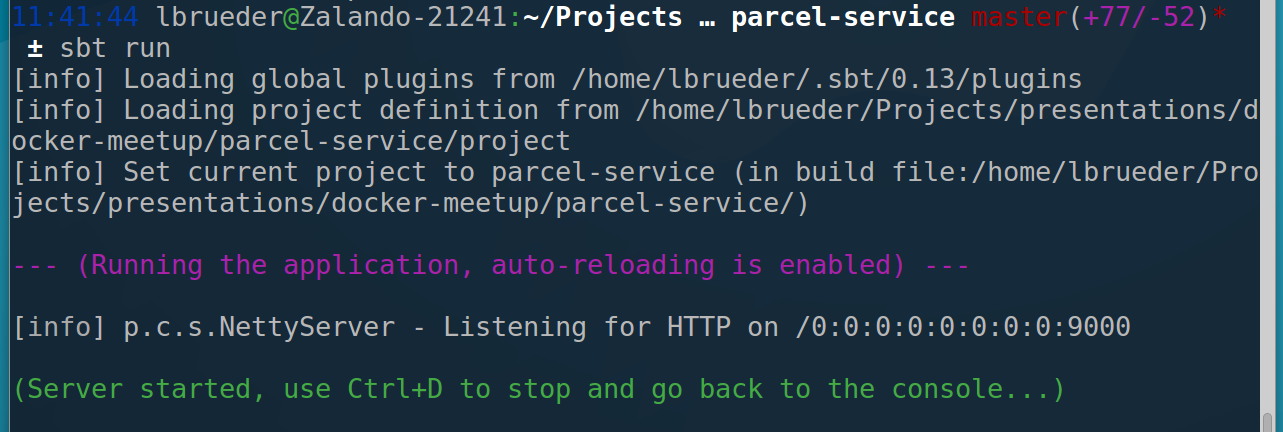 11:41:44 lbrueder@Zalando-21241:~/Projects … parcel-service master(+77/-52)*
± sbt run
[info] Loading global plugins from /home/lbrueder/.sbt/0.13/plugins
[info] Loading project definition from /home/lbrueder/Projects/presentations/d
ocker-meetup/parcel-service/project
[info] Set current project to parcel-service (in build file:/home/lbrueder/Pro
jects/presentations/docker-meetup/parcel-service/)
--- (Running the application, auto-reloading is enabled) ---
[info] p.c.s.NettyServer - Listening for HTTP on /0:0:0:0:0:0:0:0:9000
(Server started, use Ctrl+D to stop and go back to the console...)